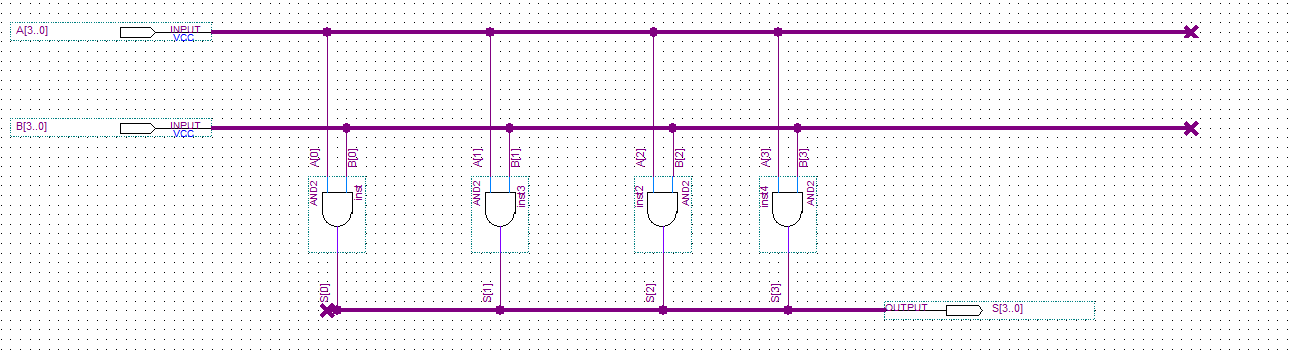 A[3..0] INPUT
VCC
B[3..0] INPUT
VCC
A[0] B[0] A[1] B[1] A[2] B[2] A[3] B[3]
AND2 inst AND2 inst3 inst2 AND2 inst4 AND2
S[0] S[1] S[2] S[3]
OUTPUT S[3..0]